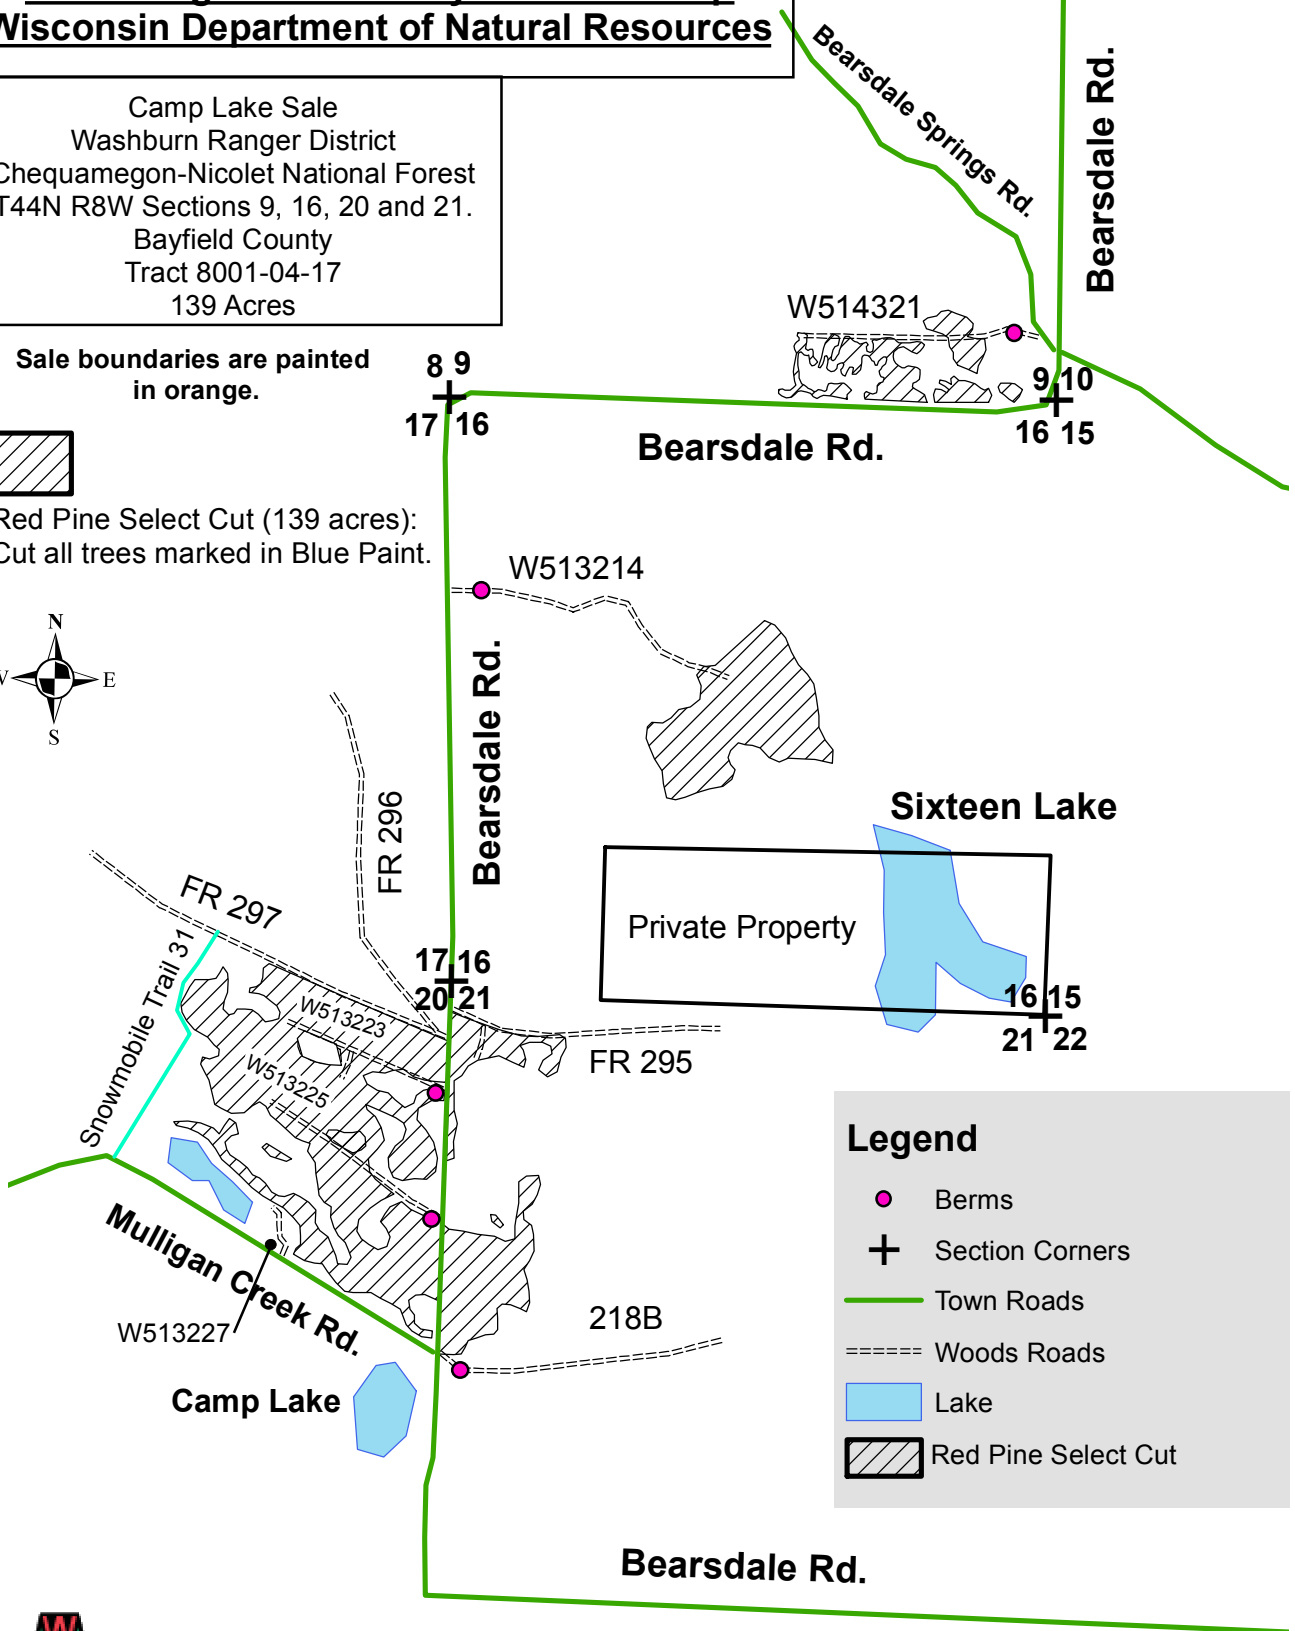 Wisconsin Department of Natural Resources
Camp Lake Sale
Washburn Ranger District
Chequamegon-Nicolet National Forest
T44N R8W Sections 9, 16, 20 and 21.
Bayfield County
Tract 8001-04-17
139 Acres
Sale boundaries are painted
in orange.
Red Pine Select Cut (139 acres):
Cut all trees marked in Blue Paint.
Bearsdale Springs Rd.
Bearsdale Rd.
W514321
8 9
17 16
9 10
16 15
Bearsdale Rd.
W513214
N
W E
S
Bearsdale Rd.
FR 296
Sixteen Lake
Private Property
FR 297
Snowmobile Trail 31
17 16
20 21
16 15
21 22
W513223
FR 295
W513225
Mulligan Creek Rd.
W513227
218B
Camp Lake
Legend
Berms
Section Corners
Town Roads
Woods Roads
Lake
Red Pine Select Cut
Bearsdale Rd.
W